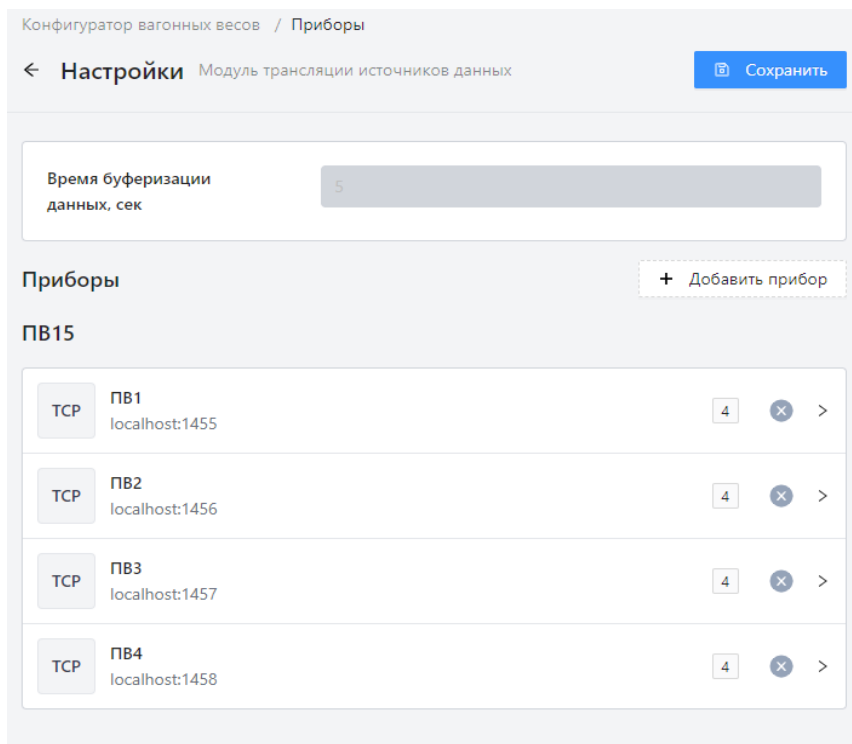 Конфигуратор вагонных весов / Приборы
Настройки Модуль трансляции источников данных Сохранить
Время буферизации
данных, сек
5
Приборы + Добавить прибор
ПВ15
TCP ПВ1 4
localhost:1455
TCP ПВ2 4
localhost:1456
TCP ПВ3 4
localhost:1457
TCP ПВ4 4
localhost:1458